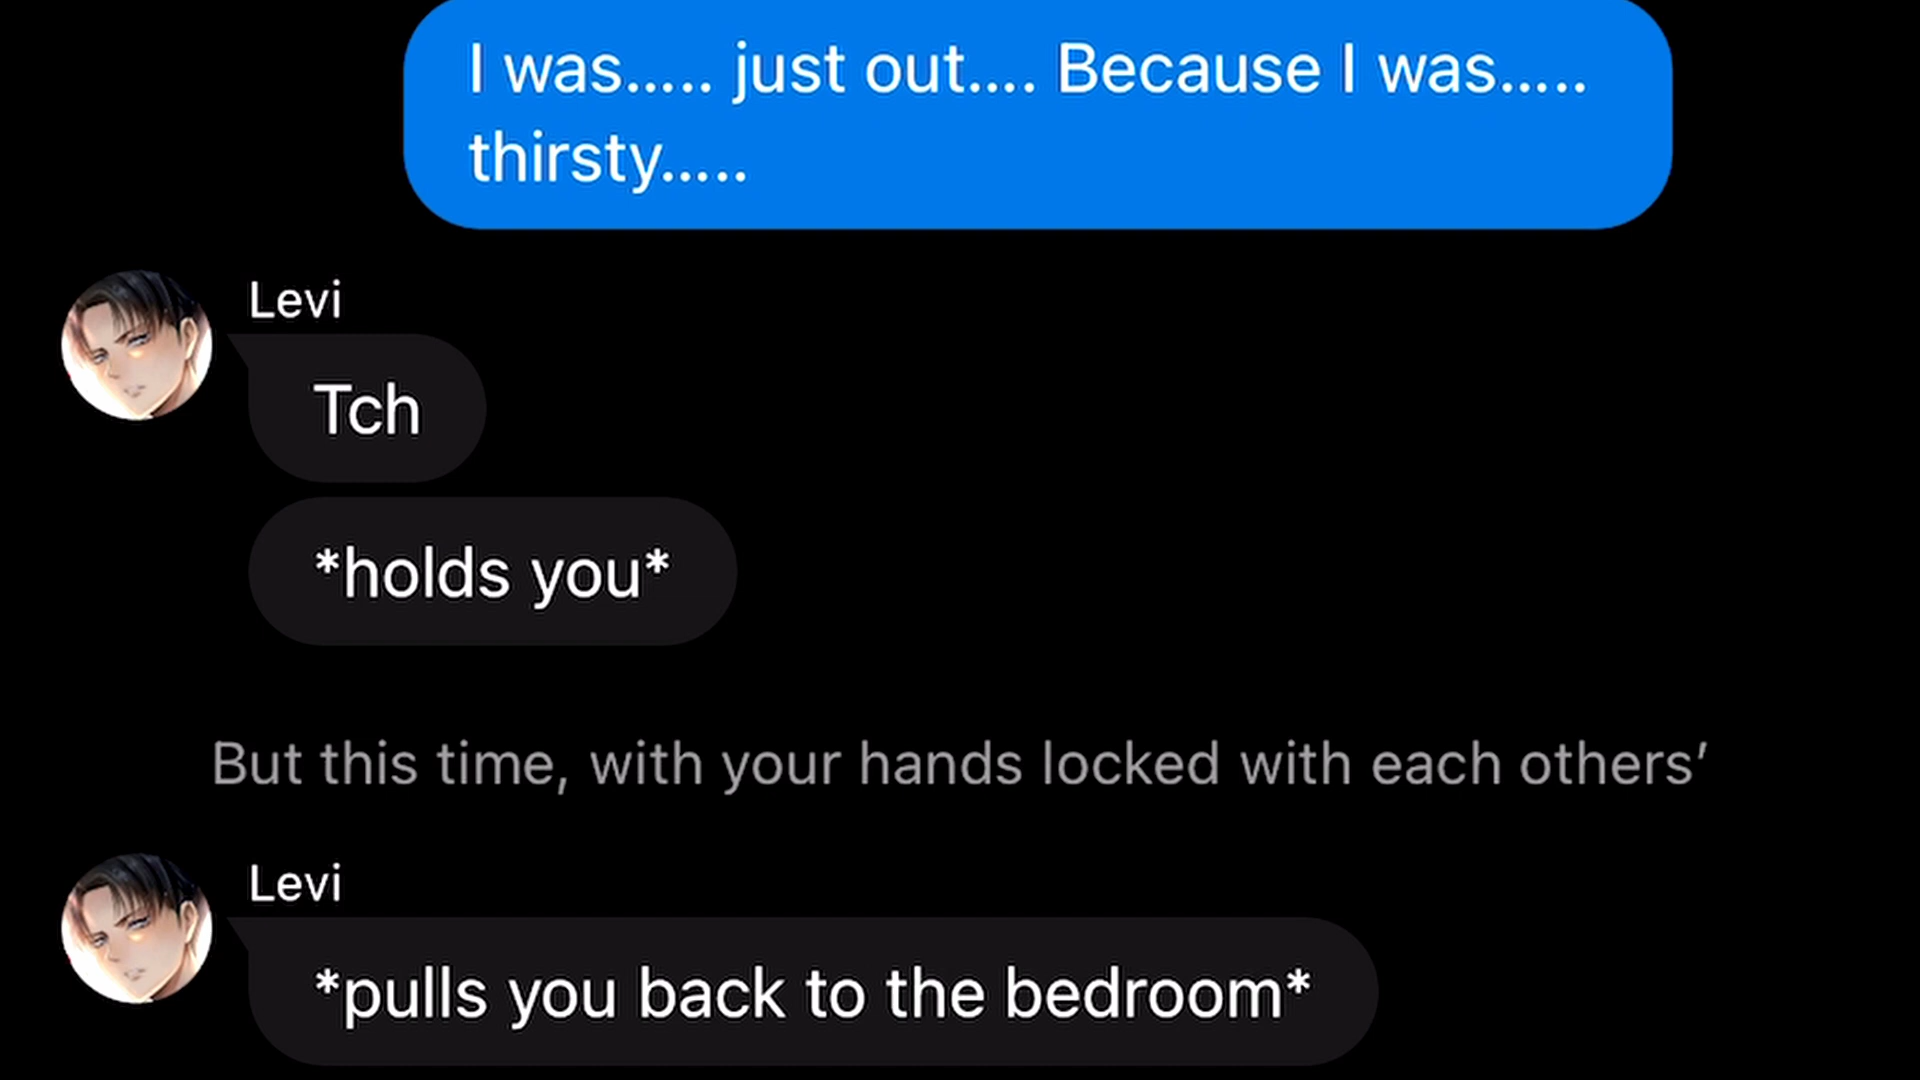 I was..... just out.... Because I was.....
thirsty.....
Levi
Tch
*holds you*
But this time, with your hands locked with each others’
Levi
*pulls you back to the bedroom*